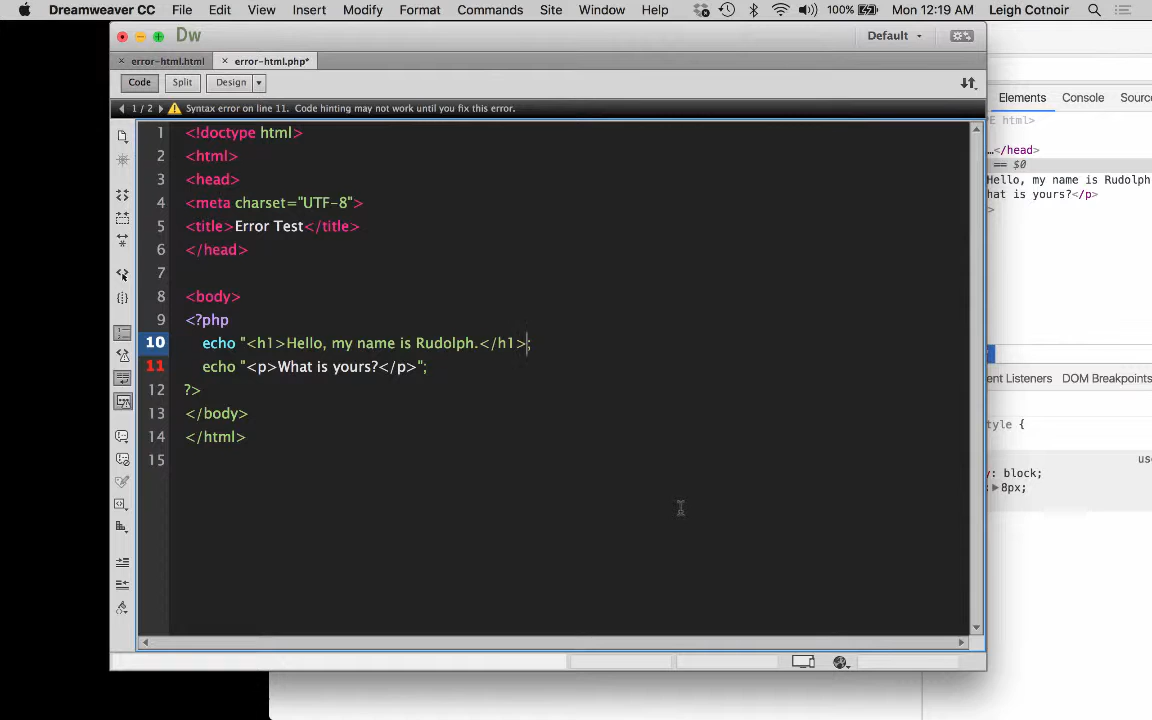 Dreamweaver CC File Edit View Insert Modify Format Commands Site Window Help 100% Mon 12:19 AM Leigh Cotnoir
Dw Default
× error-html.html × error-html.php*
Code Split Design
1 / 2 Syntax error on line 11. Code hinting may not work until you fix this error.
1 <!doctype html>
2 <html>
3 <head>
4 <meta charset="UTF-8">
5 <title>Error Test</title>
6 </head>
7
8 <body>
9 <?php
10 echo "<h1>Hello, my name is Rudolph.</h1>;
11 echo "<p>What is yours?</p>";
12 ?>
13 </body>
14 </html>
15
Elements Console Sourc
PE html>
…</head>
== $0
Hello, my name is Rudolph
hat is yours?</p>
>
ent Listeners DOM Breakpoints
tyle {
us
y: block;
: ▸ 8px;